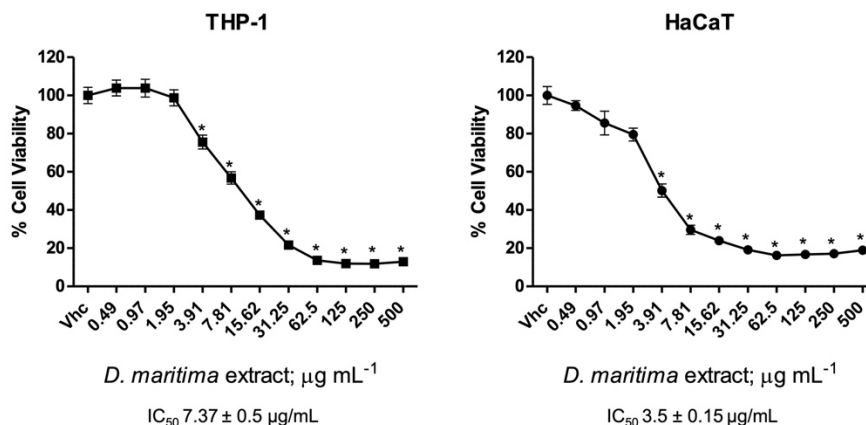 THP-1
% Cell Viability
120
100
80
60
40
20
0
* * * * * * * *
Vhc 0.49 0.97 1.95 3.91 7.81 15.62 31.25 62.5 125 250 500
D. maritima extract; µg mL⁻¹
IC₅₀ 7.37 ± 0.5 µg/mL
HaCaT
% Cell Viability
120
100
80
60
40
20
0
* * * * * * * *
Vhc 0.49 0.97 1.95 3.91 7.81 15.62 31.25 62.5 125 250 500
D. maritima extract; µg mL⁻¹
IC₅₀ 3.5 ± 0.15 µg/mL